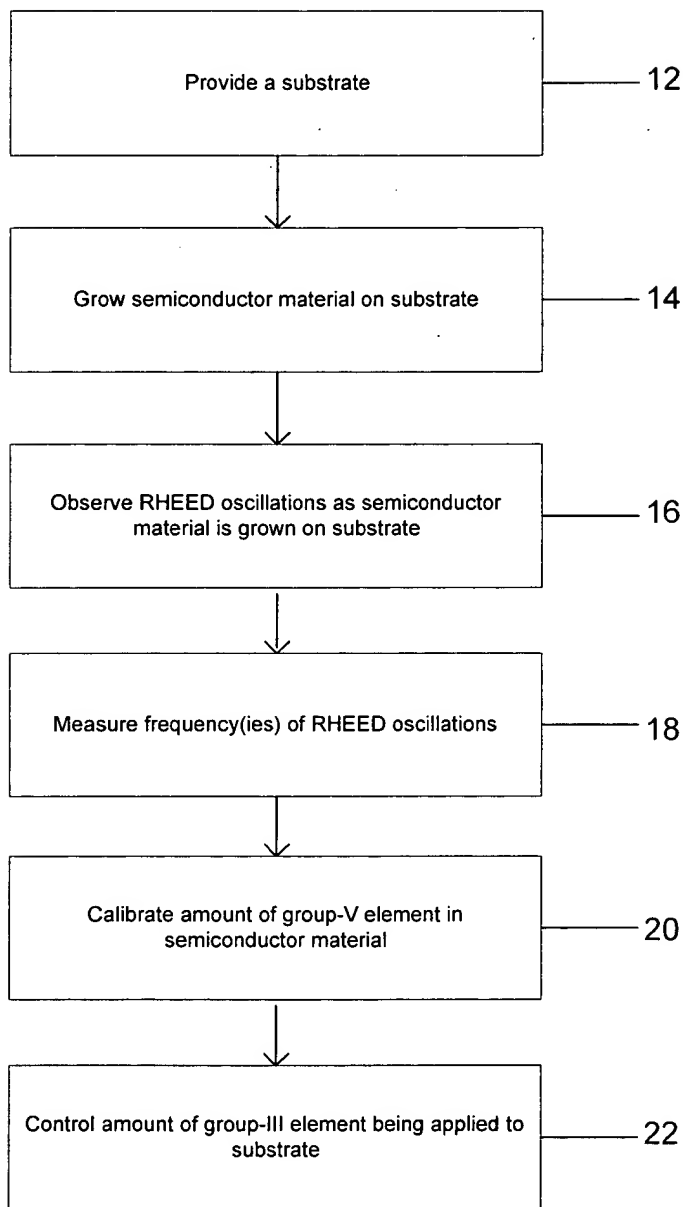 Provide a substrate
12
Grow semiconductor material on substrate
14
Observe RHEED oscillations as semiconductor
material is grown on substrate
16
Measure frequency(ies) of RHEED oscillations
18
Calibrate amount of group-V element in
semiconductor material
20
Control amount of group-III element being applied to
substrate
22